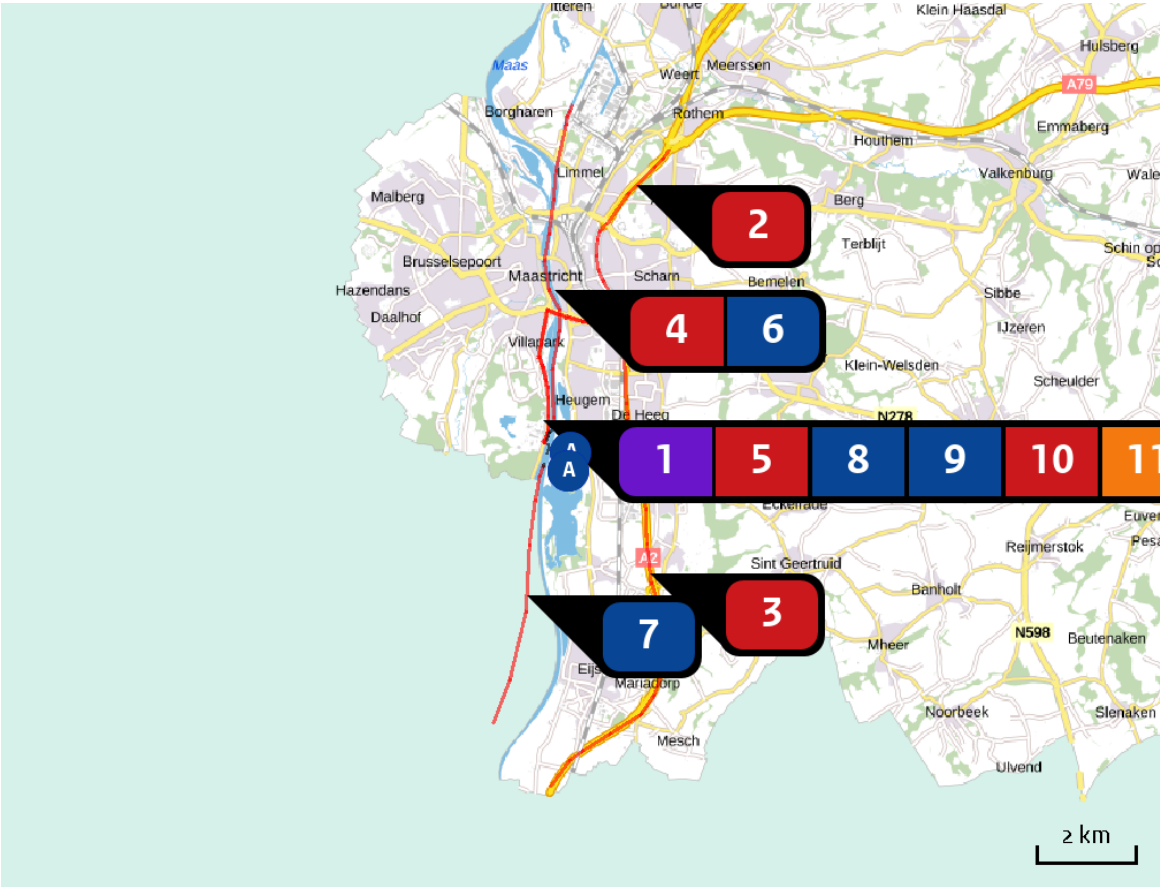 Itteren
Klein Haasdal
Hulsberg
Maas
Weert
Meerssen
A79
Borgharen
Rothem
Emmaberg
Houthem
Limmel
Valkenburg
Malberg
Berg
2
Terblijt
Schin op
Brusselsepoort
Maastricht
Scharn
Bemelen
Hazendans
Sibbe
Daalhof
4 6
IJzeren
Villapark
Klein-Welsden
Scheulder
Heugem
De Heeg
N278
A
A
1 5 8 9 10 11
Eckelrade
Reijmerstok
A2
Sint Geertruid
Banholt
3
7
N598
Beutenaken
Mheer
Mariadorp
Noorbeek
Slenaken
Mesch
Ulvend
2 km